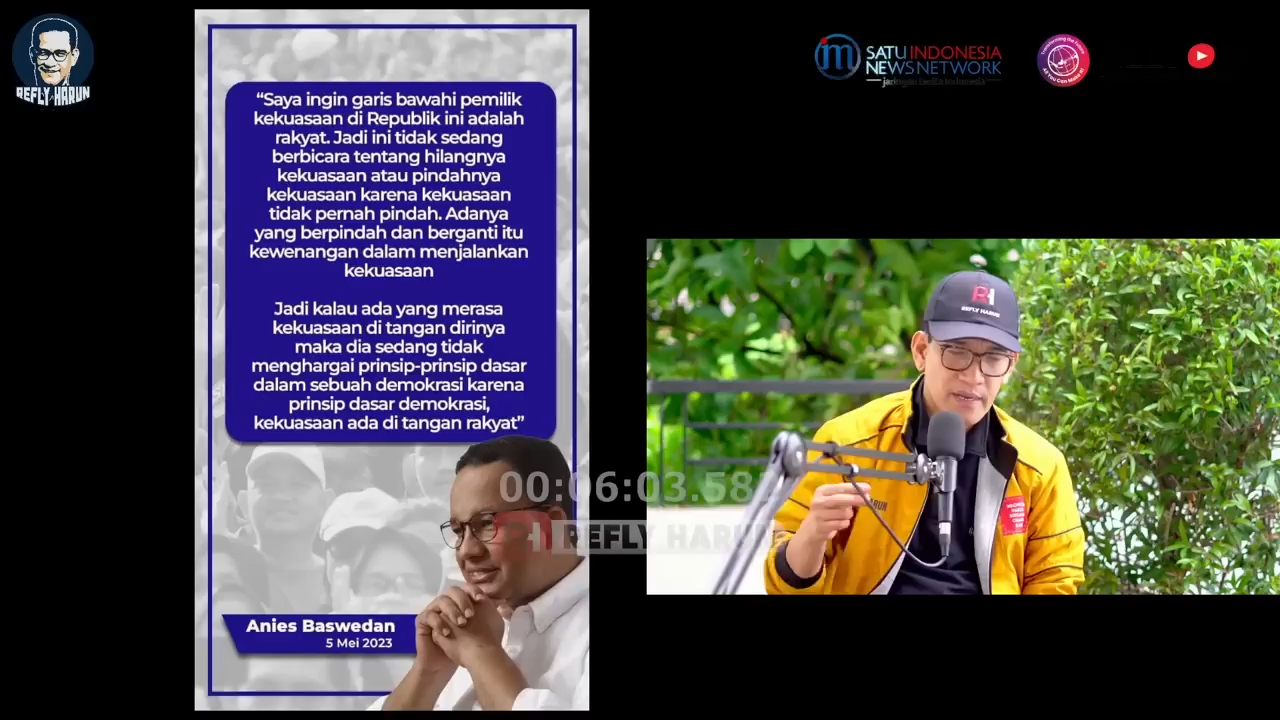 REFLY HARUN
SATU INDONESIA
NEWS NETWORK
“Saya ingin garis bawahi pemilik
kekuasaan di Republik ini adalah
rakyat. Jadi ini tidak sedang
berbicara tentang hilangnya
kekuasaan atau pindahnya
kekuasaan karena kekuasaan
tidak pernah pindah. Adanya
yang berpindah dan berganti itu
kewenangan dalam menjalankan
kekuasaan
Jadi kalau ada yang merasa
kekuasaan di tangan dirinya
maka dia sedang tidak
menghargai prinsip-prinsip dasar
dalam sebuah demokrasi karena
prinsip dasar demokrasi,
kekuasaan ada di tangan rakyat”
RH
REFLY HARUN
00:06:03.582
RH REFLY HARUN
Anies Baswedan
5 Mei 2023